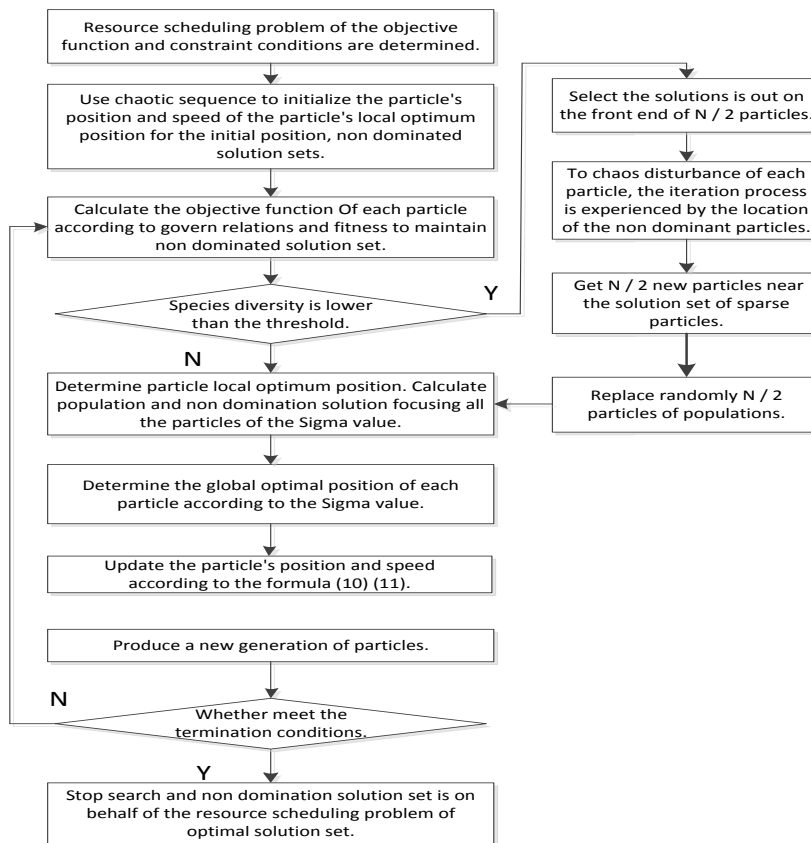 Resource scheduling problem of the objective
function and constraint conditions are determined.
Use chaotic sequence to initialize the particle's
position and speed of the particle's local optimum
position for the initial position, non dominated
solution sets.
Calculate the objective function Of each particle
according to govern relations and fitness to maintain
non dominated solution set.
Species diversity is lower
than the threshold.
Y
N
Select the solutions is out on
the front end of N / 2 particles.
To chaos disturbance of each
particle, the iteration process
is experienced by the location
of the non dominant particles.
Get N / 2 new particles near
the solution set of sparse
particles.
Replace randomly N / 2
particles of populations.
Determine particle local optimum position. Calculate
population and non domination solution focusing all
the particles of the Sigma value.
Determine the global optimal position of each
particle according to the Sigma value.
Update the particle's position and speed
according to the formula (10) (11).
Produce a new generation of particles.
N
Whether meet the
termination conditions.
Y
Stop search and non domination solution set is on
behalf of the resource scheduling problem of
optimal solution set.